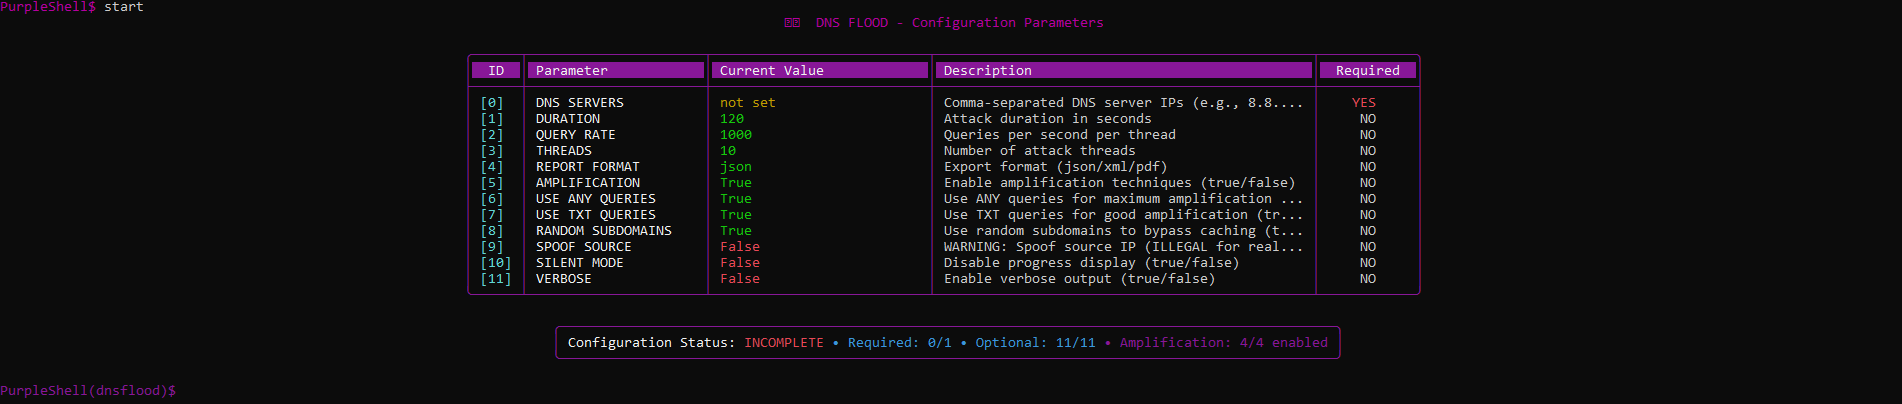 PurpleShell$ start
DNS FLOOD - Configuration Parameters
ID Parameter Current Value Description Required
[0] DNS SERVERS not set Comma-separated DNS server IPs (e.g., 8.8.... YES
[1] DURATION 120 Attack duration in seconds NO
[2] QUERY RATE 1000 Queries per second per thread NO
[3] THREADS 10 Number of attack threads NO
[4] REPORT FORMAT json Export format (json/xml/pdf) NO
[5] AMPLIFICATION True Enable amplification techniques (true/false) NO
[6] USE ANY QUERIES True Use ANY queries for maximum amplification ... NO
[7] USE TXT QUERIES True Use TXT queries for good amplification (tr... NO
[8] RANDOM SUBDOMAINS True Use random subdomains to bypass caching (t... NO
[9] SPOOF SOURCE False WARNING: Spoof source IP (ILLEGAL for real... NO
[10] SILENT MODE False Disable progress display (true/false) NO
[11] VERBOSE False Enable verbose output (true/false) NO
Configuration Status: INCOMPLETE • Required: 0/1 • Optional: 11/11 • Amplification: 4/4 enabled
PurpleShell(dnsflood)$